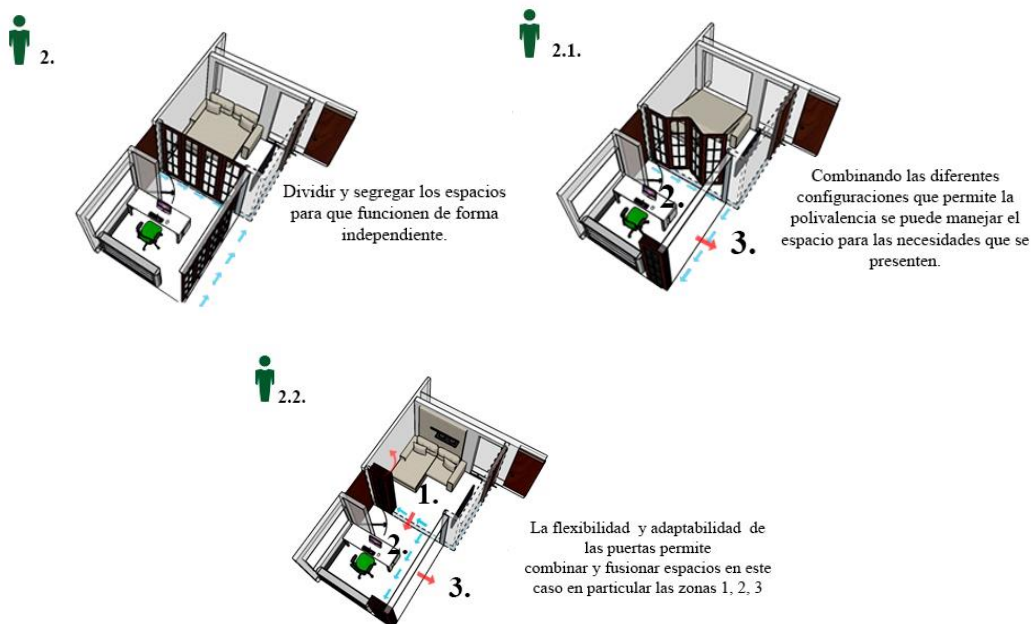 2.
Dividir y segregar los espacios
para que funcionen de forma
independiente.
2.1.
2.
3.
Combinando las diferentes
configuraciones que permite la
polivalencia se puede manejar el
espacio para las necesidades que se
presenten.
2.2.
1.
2.
3.
La flexibilidad y adaptabilidad de
las puertas permite
combinar y fusionar espacios en este
caso en particular las zonas 1, 2, 3